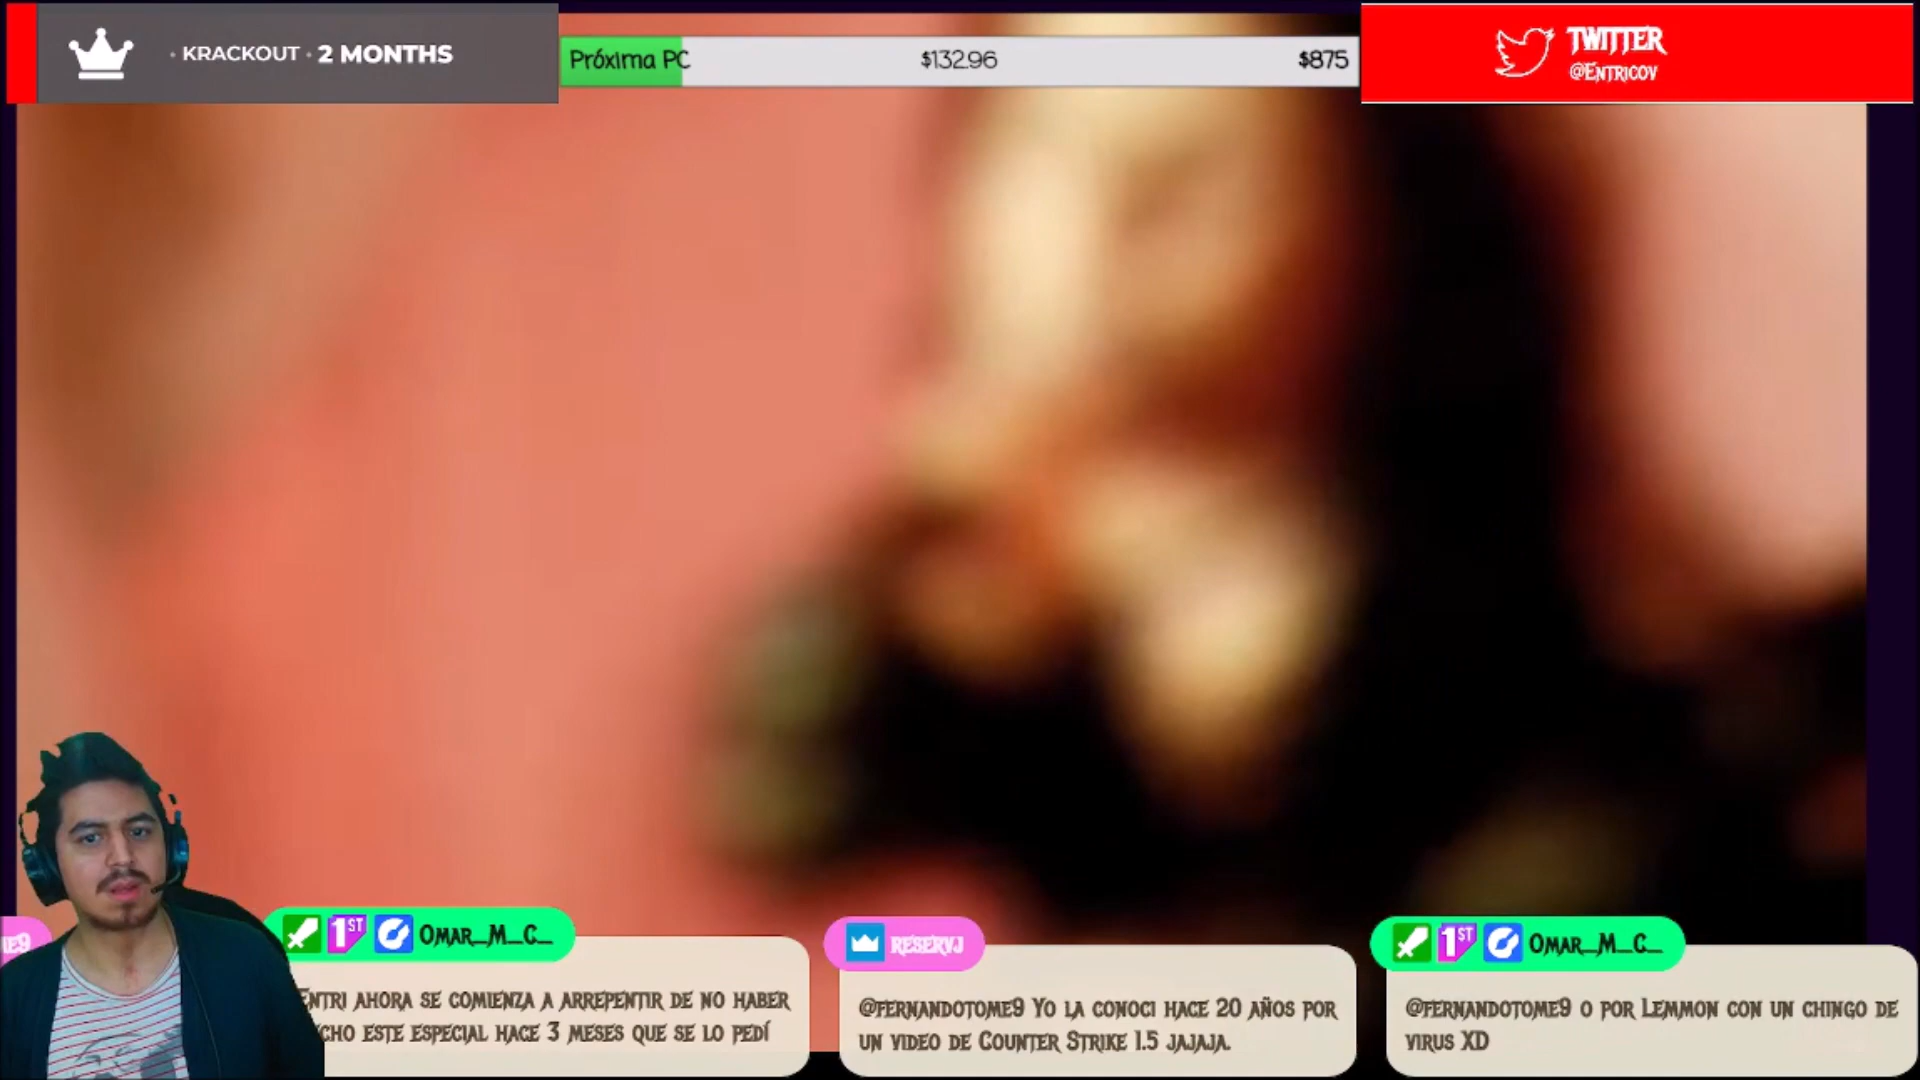 · KRACKOUT · 2 MONTHS
Próxima PC
$132.96
$875
TWITTER
@ENTRICOV
1ST OMAR_M_C_
ENTRI AHORA SE COMIENZA A ARREPENTIR DE NO HABER
ESTE ESPECIAL HACE 3 MESES QUE SE LO PEDÍ
RESERVJ
@FERNANDOTOME9 YO LA CONOCI HACE 20 AÑOS POR
UN VIDEO DE COUNTER STRIKE 1.5 JAJAJA.
1ST OMAR_M_C_
@FERNANDOTOME9 O POR LEMMON CON UN CHINGO DE
VIRUS XD